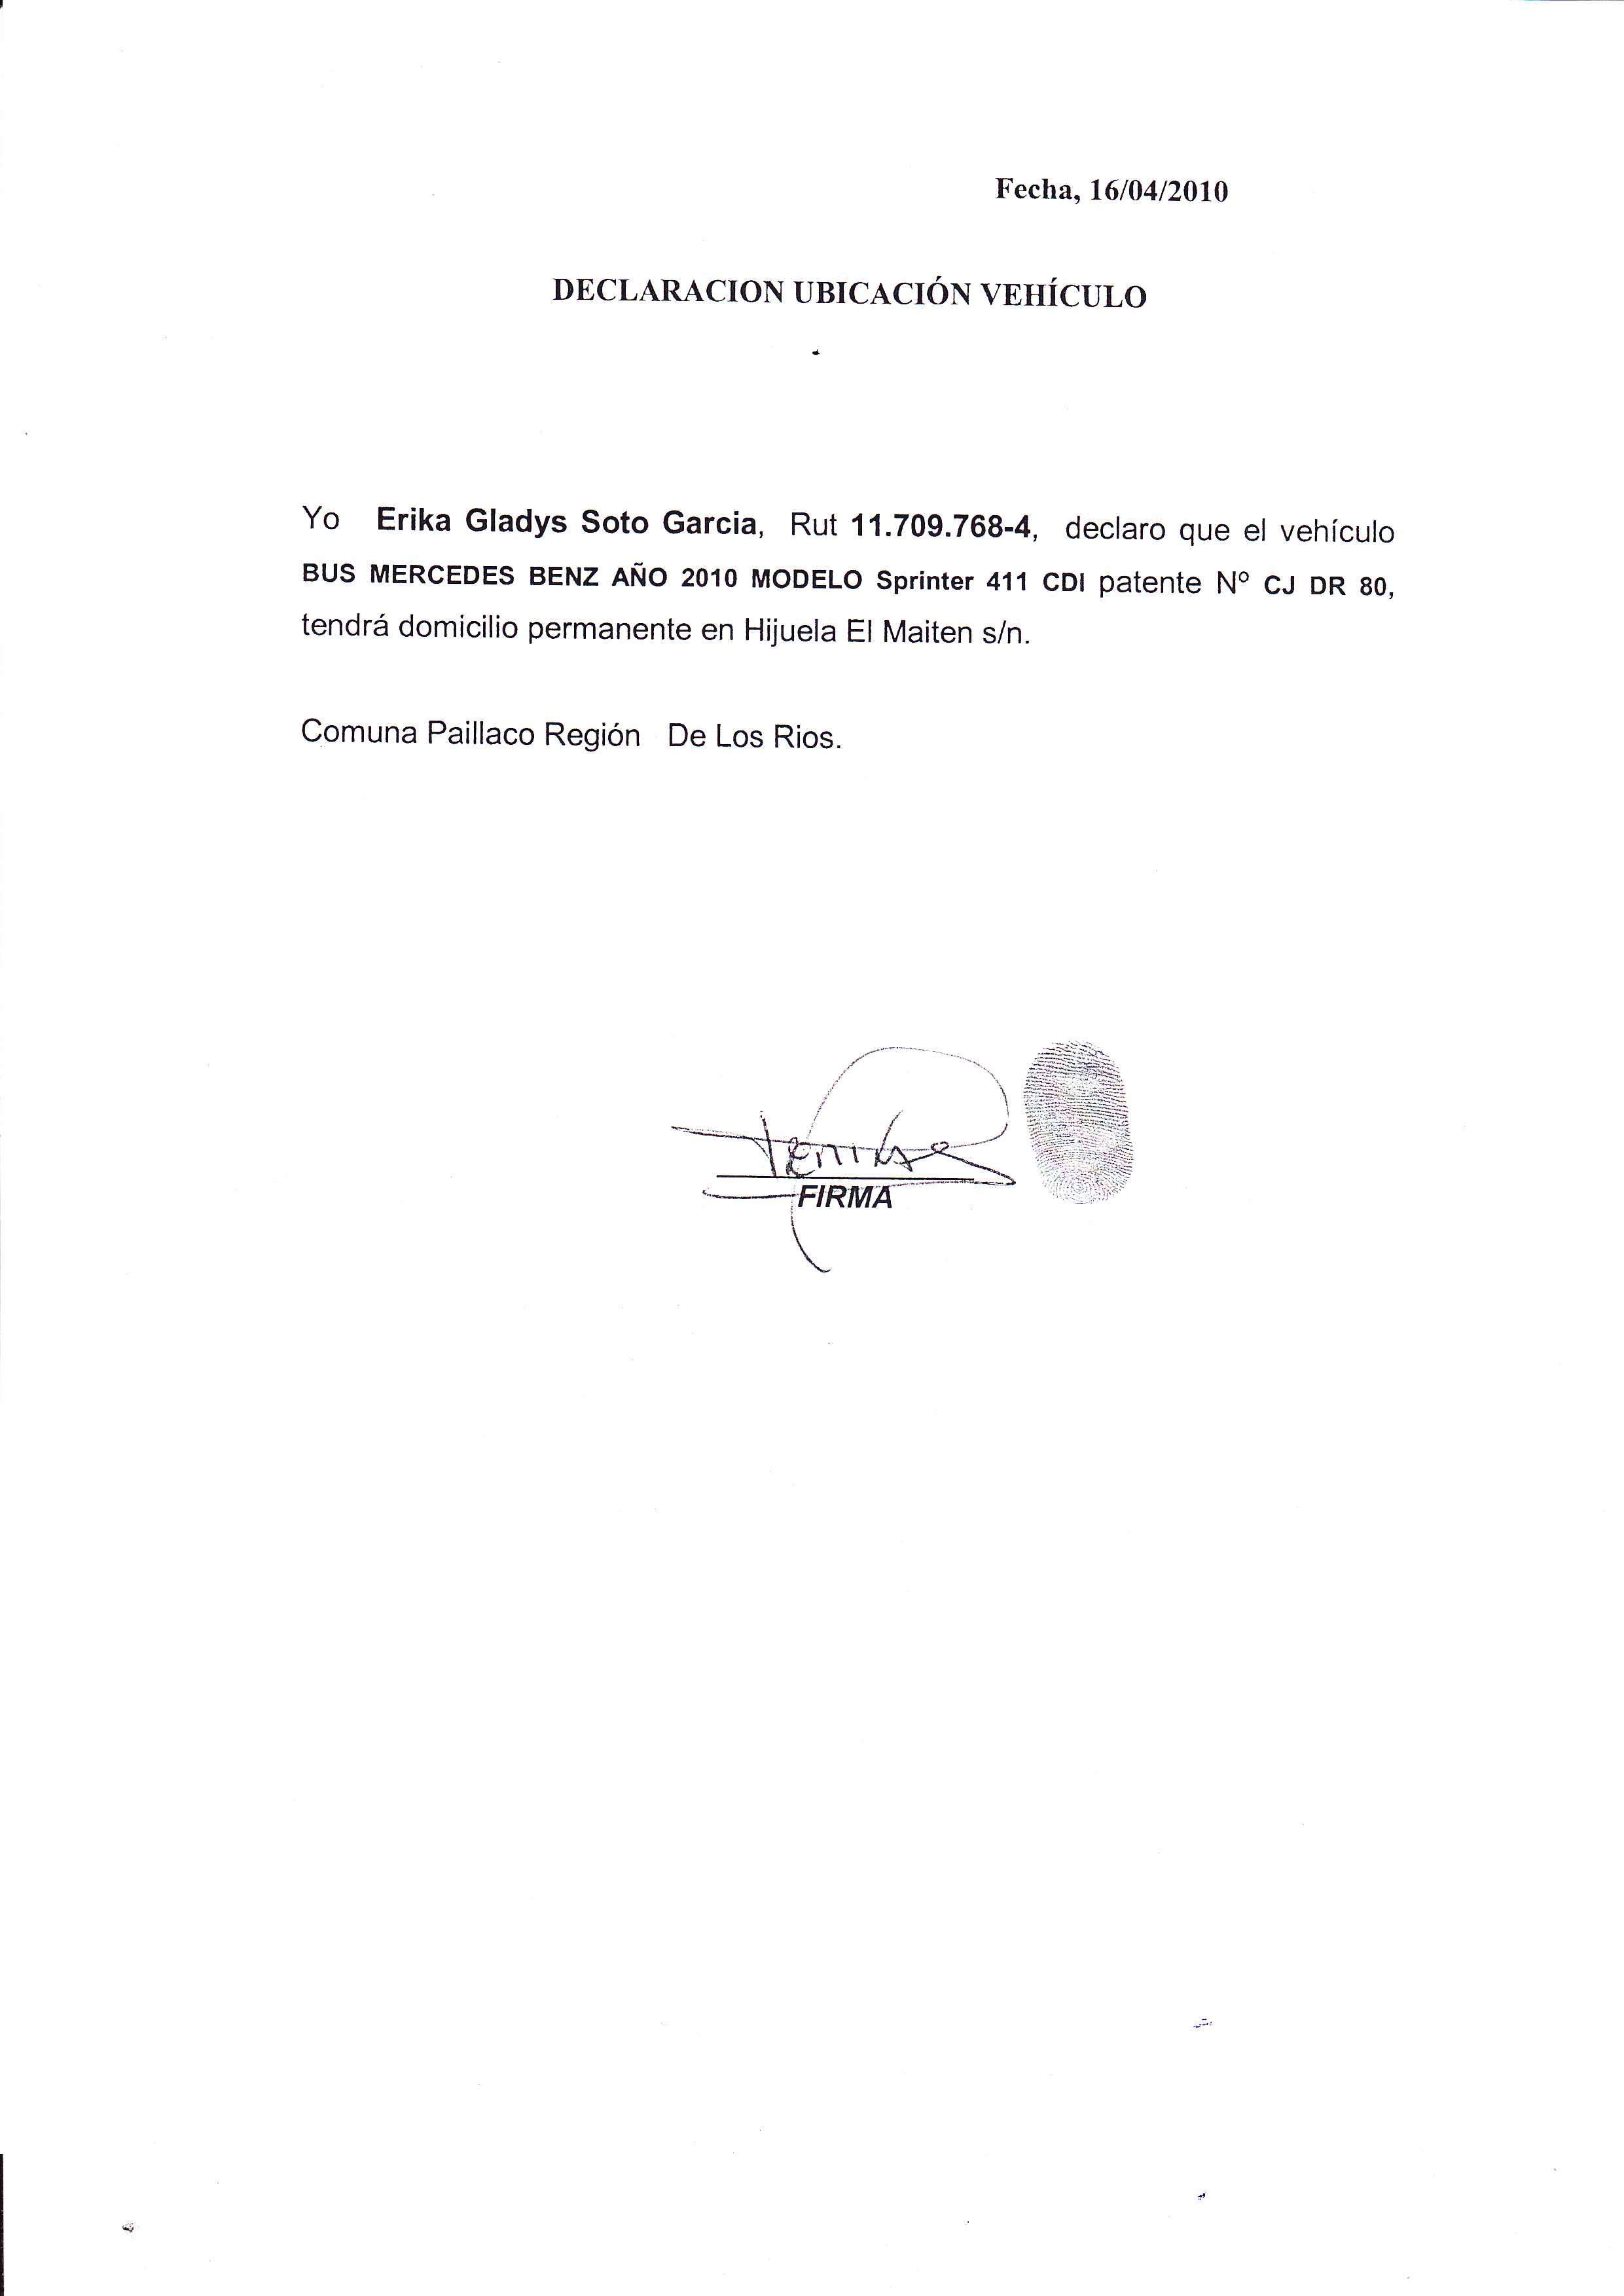 Fecha, 16/04/2010
DECLARACION UBICACIÓN VEHÍCULO
Yo Erika Gladys Soto Garcia, Rut 11.709.768-4, declaro que el vehículo
BUS MERCEDES BENZ AÑO 2010 MODELO Sprinter 411 CDI patente Nº CJ DR 80,
tendrá domicilio permanente en Hijuela El Maiten s/n.
Comuna Paillaco Región De Los Rios.
FIRMA